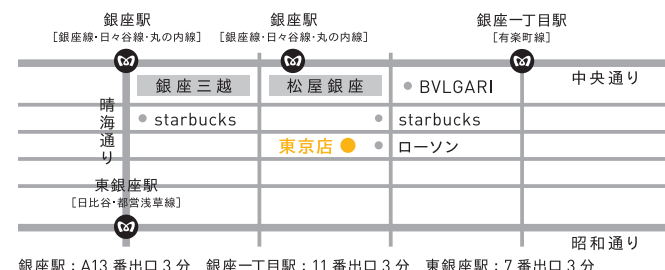 銀座駅
[銀座線・日々谷線・丸の内線]
銀座駅
[銀座線・日々谷線・丸の内線]
銀座一丁目駅
[有楽町線]
中央通り
銀座三越
松屋銀座
BVLGARI
晴海通り
starbucks
starbucks
東京店
ローソン
東銀座駅
[日比谷・都営浅草線]
昭和通り
銀座駅：A13 番出口 3 分 銀座一丁目駅：11 番出口 3 分 東銀座駅：7 番出口 3 分